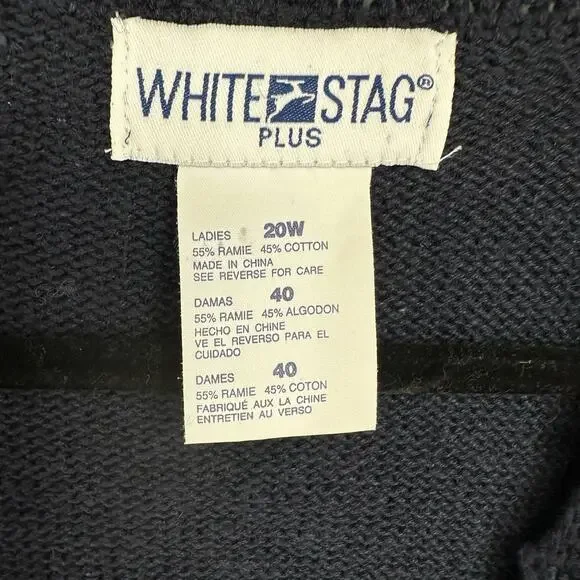 WHITE STAG®
PLUS
LADIES 20W
55% RAMIE 45% COTTON
MADE IN CHINA
SEE REVERSE FOR CARE
DAMAS 40
55% RAMIE 45% ALGODON
HECHO EN CHINE
VE EL REVERSO PARA EL
CUIDADO
DAMES 40
55% RAMIE 45% COTON
FABRIQUÉ AUX LA CHINE
ENTRETIEN AU VERSO